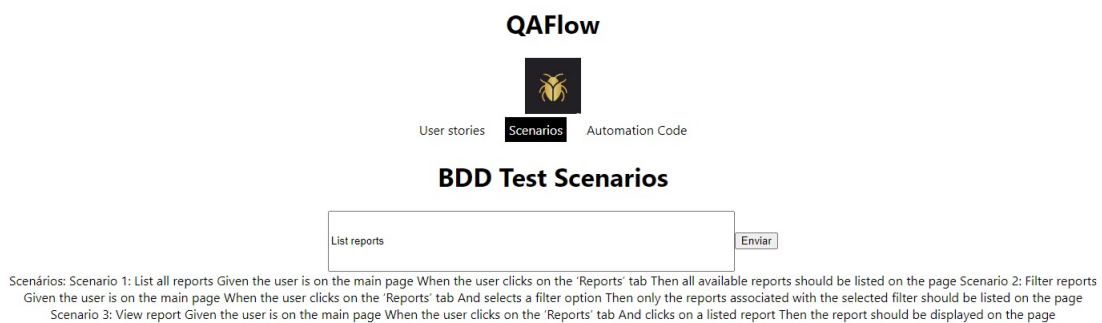 QAFlow
User stories Scenarios Automation Code
BDD Test Scenarios
List reports Enviar
Scenários: Scenario 1: List all reports Given the user is on the main page When the user clicks on the ‘Reports’ tab Then all available reports should be listed on the page Scenario 2: Filter reports
Given the user is on the main page When the user clicks on the ‘Reports’ tab And selects a filter option Then only the reports associated with the selected filter should be listed on the page
Scenario 3: View report Given the user is on the main page When the user clicks on the ‘Reports’ tab And clicks on a listed report Then the report should be displayed on the page